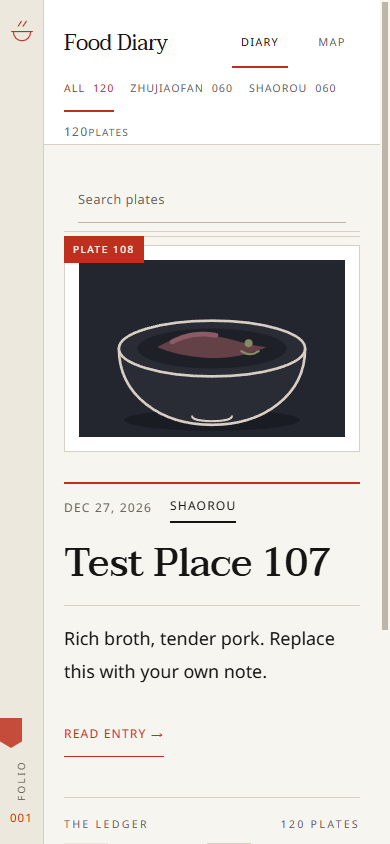 Food Diary
DIARY MAP
ALL 120 ZHUJIAOFAN 060 SHAOROU 060
120PLATES
Search plates
PLATE 108
DEC 27, 2026 SHAOROU
Test Place 107
Rich broth, tender pork. Replace
this with your own note.
READ ENTRY →
FOLIO
001
THE LEDGER 120 PLATES